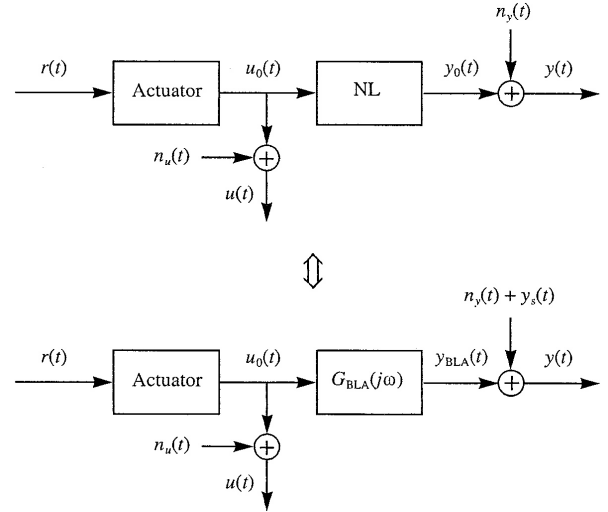 n_y(t)
r(t) u_0(t) y_0(t) y(t)
Actuator NL
+
n_u(t) +
u(t)
n_y(t) + y_s(t)
r(t) u_0(t) y_BLA(t) y(t)
Actuator G_BLA(jω)
+
n_u(t) +
u(t)